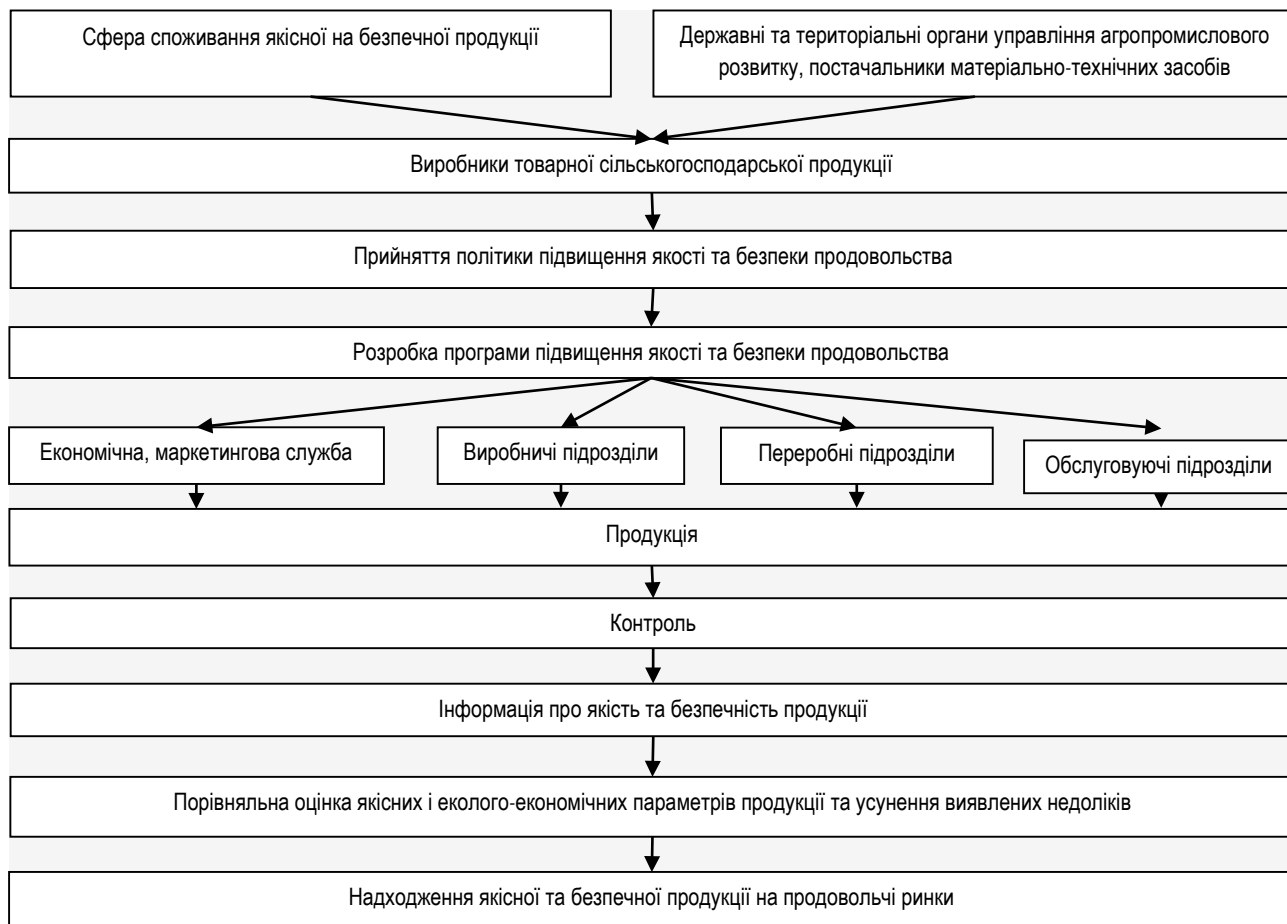 Сфера споживання якісної на безпечної продукції
Державні та територіальні органи управління агропромислового
розвитку, постачальники матеріально-технічних засобів
Виробники товарної сільськогосподарської продукції
Прийняття політики підвищення якості та безпеки продовольства
Розробка програми підвищення якості та безпеки продовольства
Економічна, маркетингова служба
Виробничі підрозділи
Переробні підрозділи
Обслуговуючі підрозділи
Продукція
Контроль
Інформація про якість та безпечність продукції
Порівняльна оцінка якісних і еколого-економічних параметрів продукції та усунення виявлених недоліків
Надходження якісної та безпечної продукції на продовольчі ринки